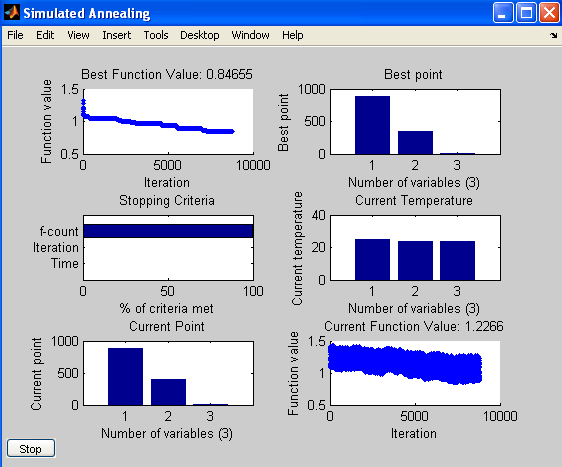 Simulated Annealing
File Edit View Insert Tools Desktop Window Help
Best Function Value: 0.84655
Function value
1.5
1
0.5
0 5000 10000
Iteration
Best point
Best point
1000
500
0
1 2 3
Number of variables (3)
Stopping Criteria
f-count
Iteration
Time
0 50 100
% of criteria met
Current Temperature
Current temperature
40
20
0
1 2 3
Number of variables (3)
Current Point
Current point
1000
500
0
1 2 3
Number of variables (3)
Current Function Value: 1.2266
Function value
1.5
1
0.5
0 5000 10000
Iteration
Stop